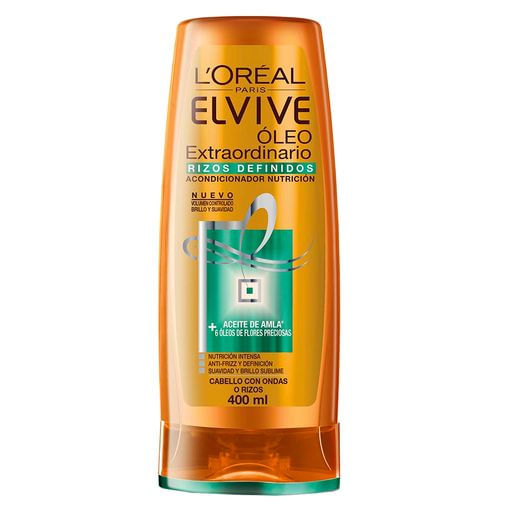 L'ORÉAL
PARIS
ELVIVE
ÓLEO
Extraordinario
RIZOS DEFINIDOS
ACONDICIONADOR NUTRICIÓN
NUEVO
VOLUMEN CONTROLADO
BRILLO Y SUAVIDAD
ACEITE DE AMLA*
+ 6 ÓLEOS DE FLORES PRECIOSAS
NUTRICIÓN INTENSA
ANTI-FRIZZ Y DEFINICIÓN
SUAVIDAD Y BRILLO SUBLIME
CABELLO CON ONDAS
O RIZOS
400 ml